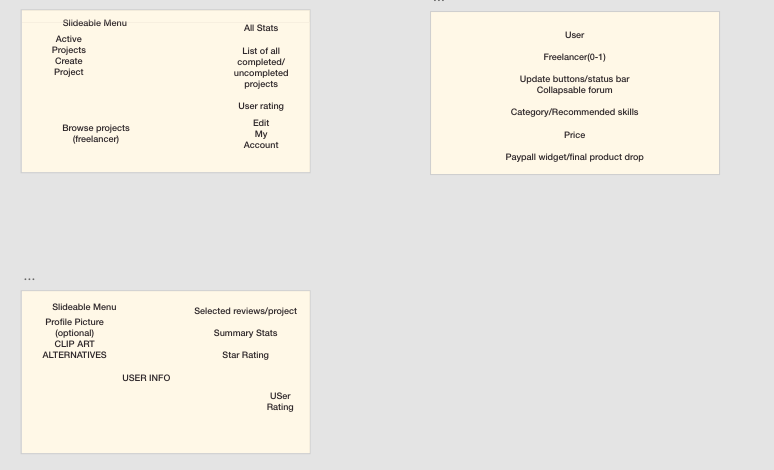 Slideable Menu
Active
Projects
Create
Project
Browse projects
(freelancer)
All Stats
List of all
completed/
uncompleted
projects
User rating
Edit
My
Account
...
User
Freelancer(0-1)
Update buttons/status bar
Collapsable forum
Category/Recommended skills
Price
Paypall widget/final product drop
...
Slideable Menu
Profile Picture
(optional)
CLIP ART
ALTERNATIVES
Selected reviews/project
Summary Stats
Star Rating
USER INFO
USer
Rating